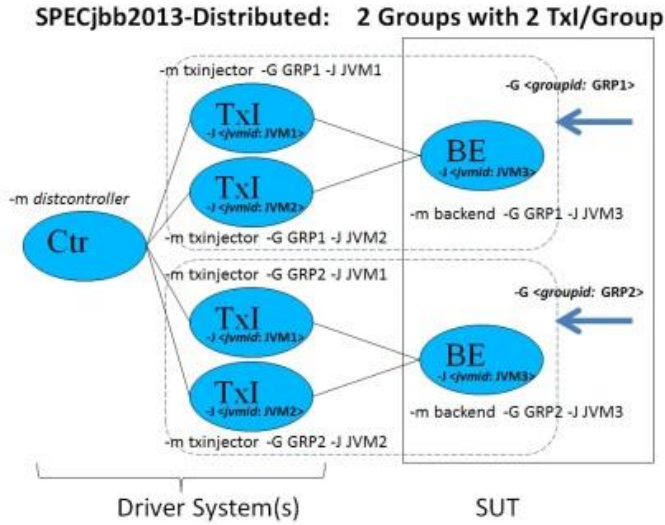 SPECjbb2013-Distributed: 2 Groups with 2 TxI/Group
-m txinjector -G GRP1 -J JVM1
-G <groupid: GRP1>
TxI
-J <jvmid: JVM1>
BE
-J <jvmid: JVM3>
TxI
-J <jvmid: JVM2>
-m distcontroller
-m backend -G GRP1 -J JVM3
Ctr
-m txinjector -G GRP1 -J JVM2
-m txinjector -G GRP2 -J JVM1
-G <groupid: GRP2>
TxI
-J <jvmid: JVM1>
BE
-J <jvmid: JVM3>
TxI
-J <jvmid: JVM2>
-m backend -G GRP2 -J JVM3
-m txinjector -G GRP2 -J JVM2
Driver System(s)
SUT